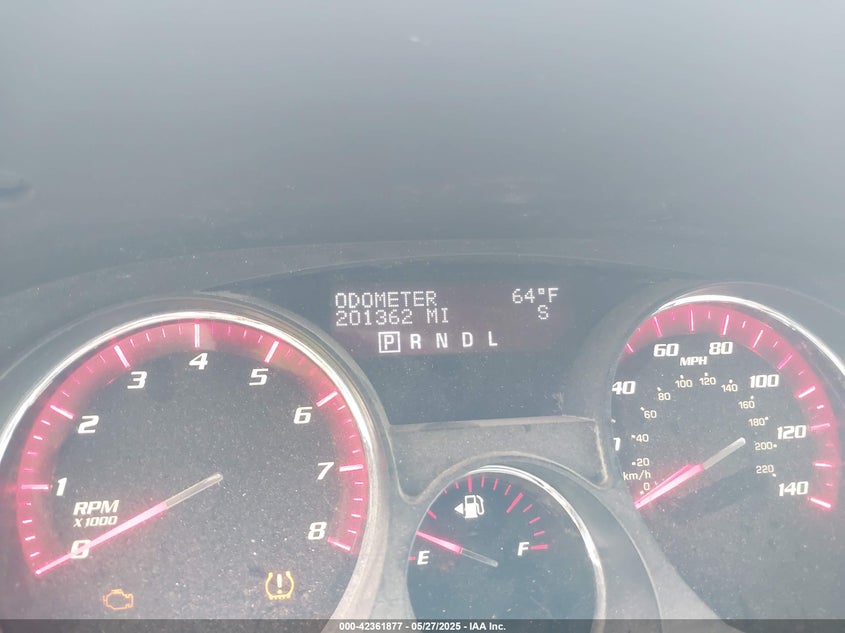 ODOMETER 64°F
201362 MI S
P R N D L
0 1 2 3 4 5 6 7 8
RPM
X 1000
E F
40 60 80 100 120 140
MPH
0 20 40 60 80 100 120 140 160 180 200 220
km/h
000-42361877 — 05/27/2025 - IAA Inc.